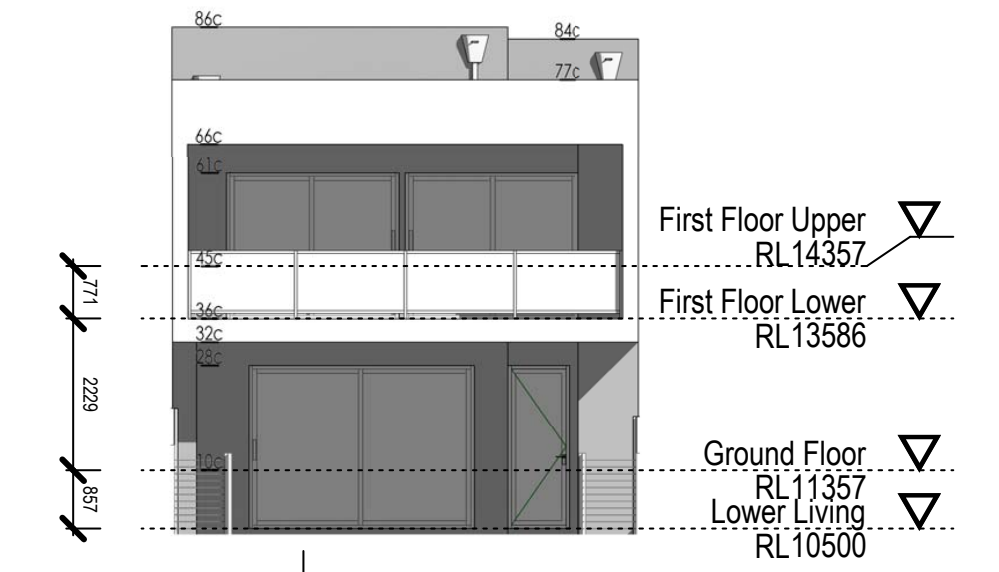 86c
84c
77c
66c
61c
First Floor Upper
45c
RL14357
771
First Floor Lower
36c
RL13586
32c
28c
2229
Ground Floor
10c
RL11357
857
Lower Living
RL10500